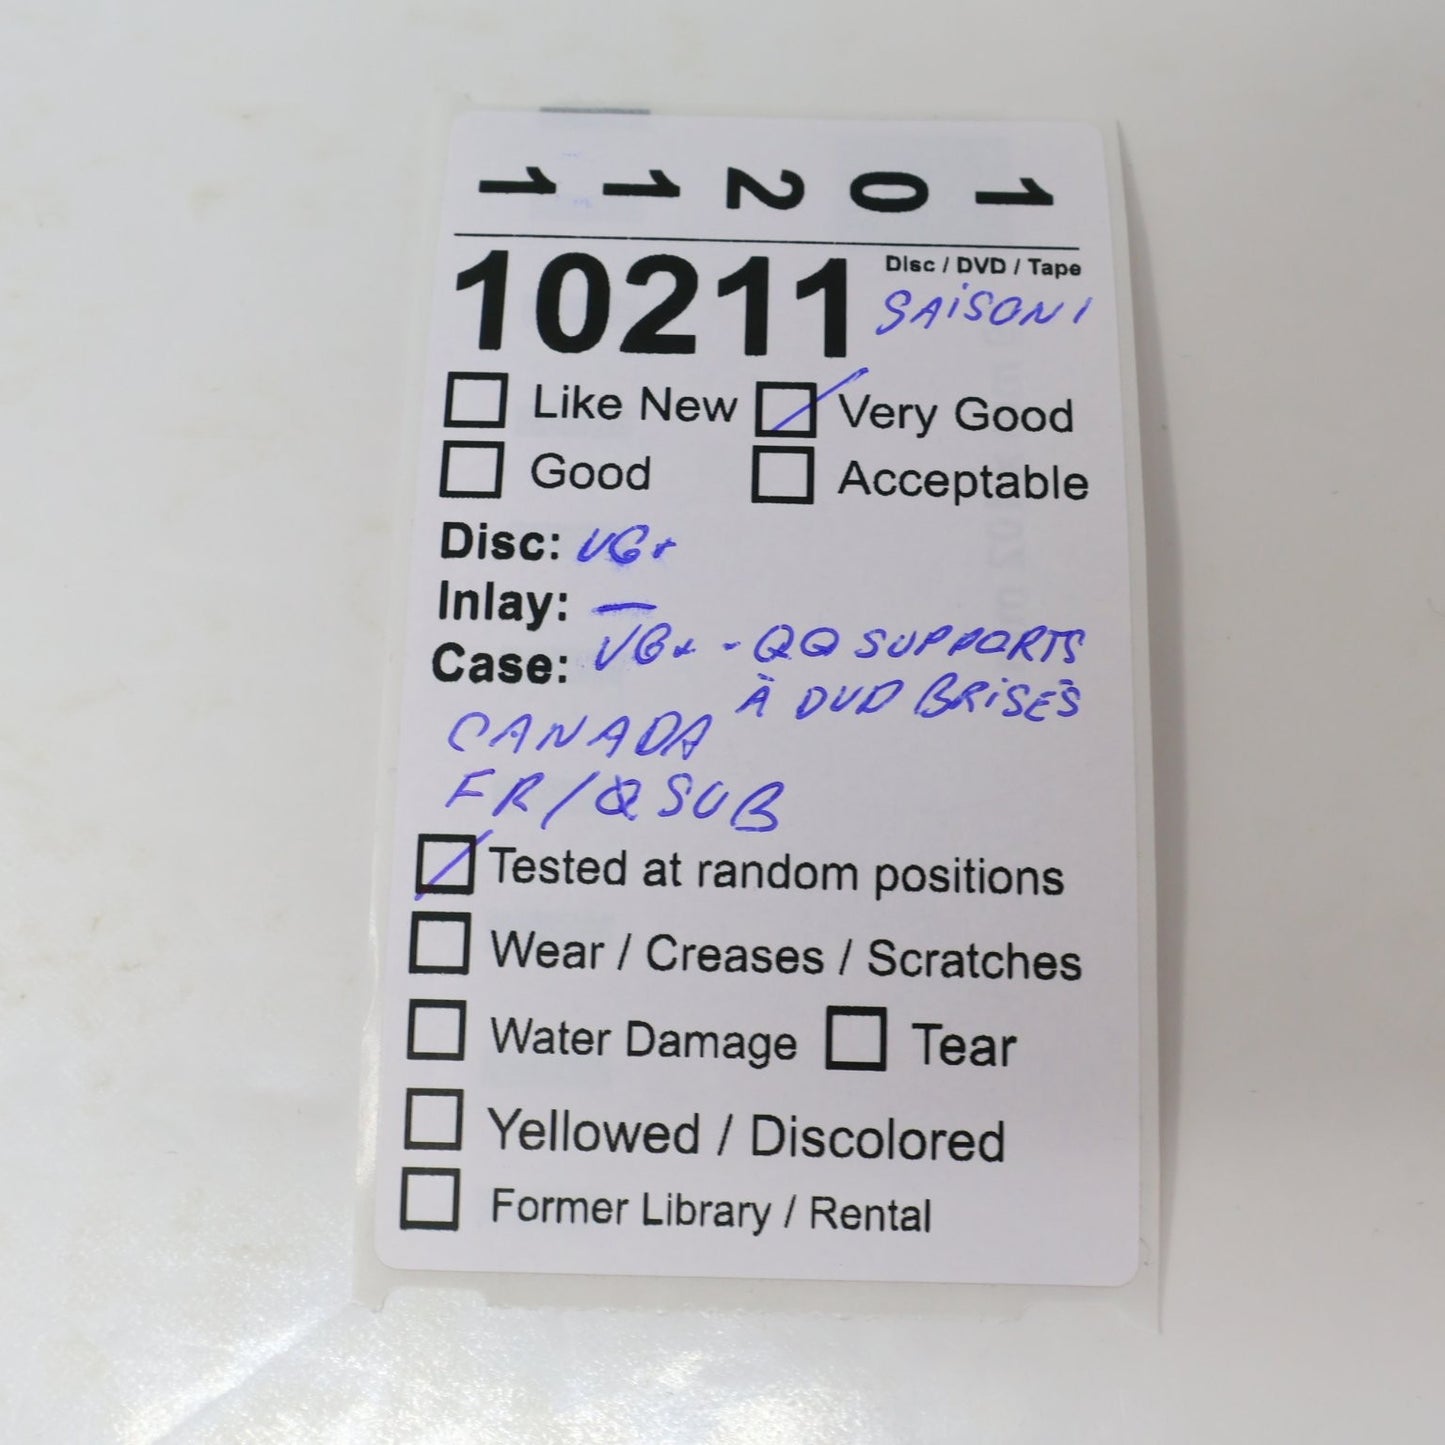 10211
10211 Disc / DVD / Tape
SAISON 1
Like New Very Good
Good Acceptable
Disc: VG+
Inlay: —
Case: VG+ - QQ SUPPORTS
À DVD BRISÉS
CANADA
FR/Q SUB
Tested at random positions
Wear / Creases / Scratches
Water Damage Tear
Yellowed / Discolored
Former Library / Rental